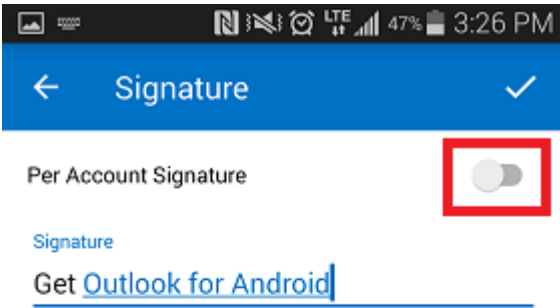 LTE 47% 3:26 PM
Signature
Per Account Signature
Signature
Get Outlook for Android